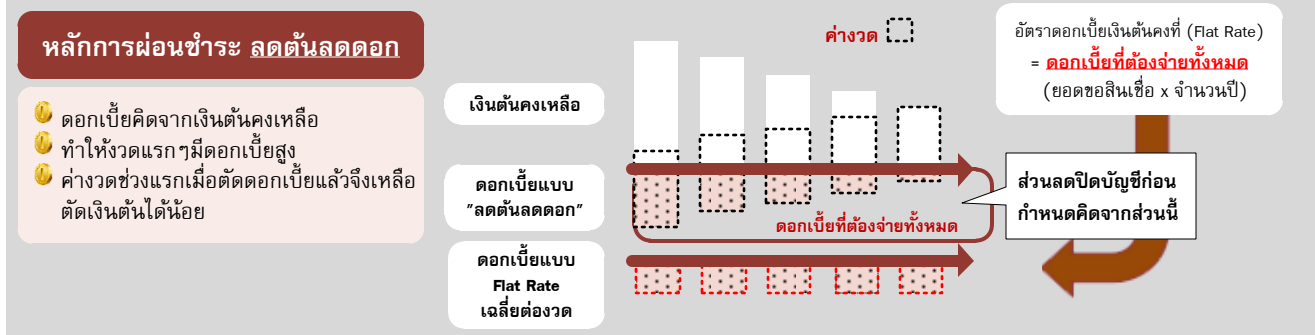 หลักการผ่อนชำระ ลดต้นลดดอก
ดอกเบี้ยคิดจากเงินต้นคงเหลือ
ทำให้งวดแรกๆมีดอกเบี้ยสูง
ค่างวดช่วงแรกเมื่อตัดดอกเบี้ยแล้วจึงเหลือ
ตัดเงินต้นได้น้อย
ค่างวด
เงินต้นคงเหลือ
ดอกเบี้ยแบบ
"ลดต้นลดดอก"
ดอกเบี้ยที่ต้องจ่ายทั้งหมด
ดอกเบี้ยแบบ
Flat Rate
เฉลี่ยต่องวด
อัตราดอกเบี้ยเงินต้นคงที่ (Flat Rate)
= ดอกเบี้ยที่ต้องจ่ายทั้งหมด
(ยอดขอสินเชื่อ x จำนวนปี)
ส่วนลดปิดบัญชีก่อน
กำหนดคิดจากส่วนนี้